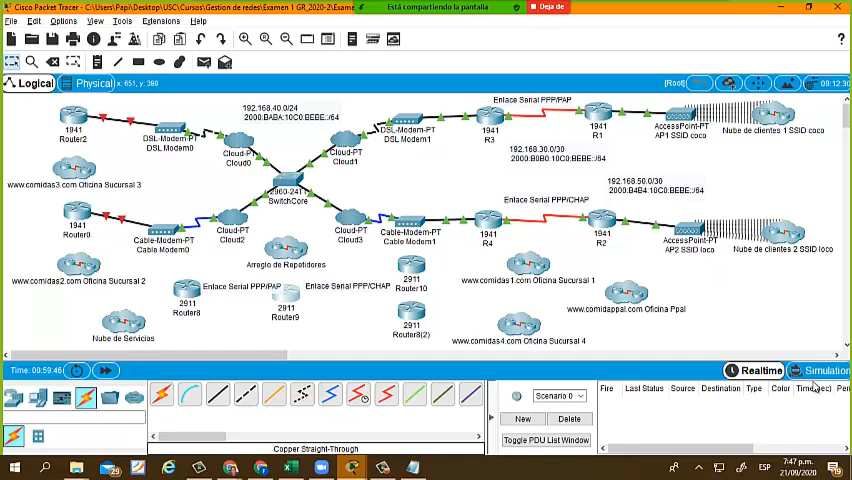 Cisco Packet Tracer - C:\Users\Papi\Desktop\USC\Cursos\Gestion de redes\Examen 1 GR_2020-2\Exame
Está compartiendo la pantalla
Deja de
File Edit Options View Tools Extensions Help
Logical
Physical
x: 651, y: 390
[Root]
09:12:30
192.168.40.0/24
2000:BABA:10C0:BEBE::/64
Enlace Serial PPP/PAP
1941
Router2
DSL-Modem-PT
DSL Modem0
Cloud-PT
Cloud0
Cloud-PT
Cloud1
DSL-Modem-PT
DSL Modem1
1941
R3
1941
R1
AccessPoint-PT
AP1 SSID coco
Nube de clientes 1 SSID coco
192.168.30.0/30
2000:B0B0:10C0:BEBE::/64
www.comidas3.com Oficina Sucursal 3
2960-24TT
SwitchCore
192.168.50.0/30
2000:B4B4:10C0:BEBE::/64
Enlace Serial PPP/CHAP
1941
Router0
Cable-Modem-PT
Cable Modem0
Cloud-PT
Cloud2
Cloud-PT
Cloud3
Cable-Modem-PT
Cable Modem1
1941
R4
1941
R2
AccessPoint-PT
AP2 SSID loco
Nube de clientes 2 SSID loco
Arreglo de Repetidores
www.comidas2.com Oficina Sucursal 2
2911
Router10
www.comidas1.com Oficina Sucursal 1
2911
Router8
Enlace Serial PPP/PAP
2911
Router9
Enlace Serial PPP/CHAP
www.comidappal.com Oficina Ppal
Nube de Servicios
2911
Router8(2)
www.comidas4.com Oficina Sucursal 4
Time: 00:59:46
Realtime
Simulation
Scenario 0
New
Delete
Toggle PDU List Window
Fire Last Status Source Destination Type Color Time(sec) Peri
Copper Straight-Through
29
ESP
7:47 p.m.
21/09/2020